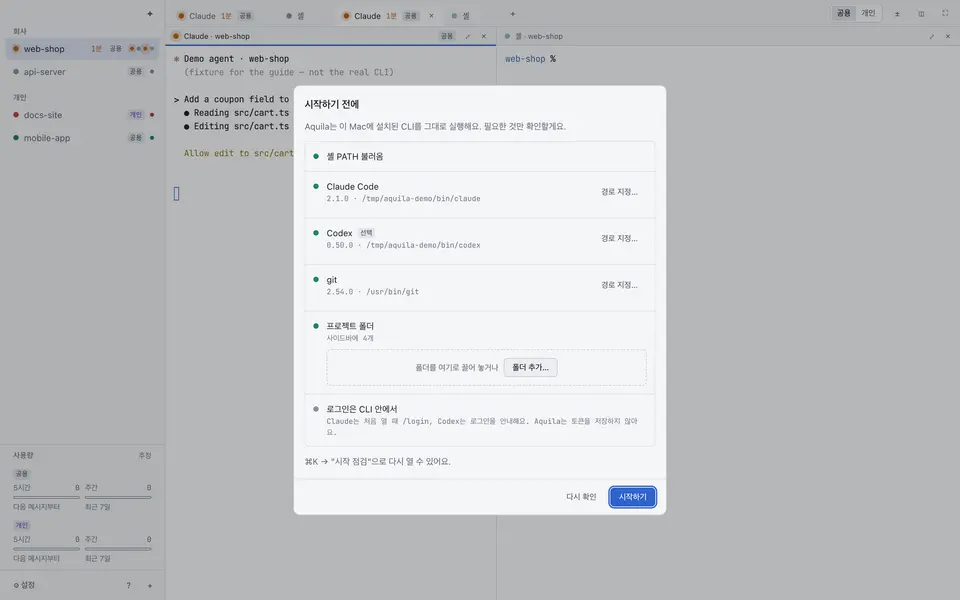 회사
web-shop 1분 공용
api-server 공용
개인
docs-site 개인
mobile-app 공용
사용량 추정
공용
5시간 0 주간 0
다음 메시지부터 최근 7일
개인
5시간 0 주간 0
다음 메시지부터 최근 7일
설정 ?
Claude 1분 공용
셸
Claude 1분 공용 ×
셸
+
공용 개인
Claude · web-shop 공용
Demo agent · web-shop
(fixture for the guide — not the real CLI)
> Add a coupon field to
● Reading src/cart.ts
● Editing src/cart.ts
Allow edit to src/cart
셸 · web-shop
web-shop %
시작하기 전에
Aquila는 이 Mac에 설치된 CLI를 그대로 실행해요. 필요한 것만 확인할게요.
셸 PATH 불러옴
Claude Code
2.1.0 · /tmp/aquila-demo/bin/claude
경로 지정…
Codex 선택
0.50.0 · /tmp/aquila-demo/bin/codex
경로 지정…
git
2.54.0 · /usr/bin/git
경로 지정…
프로젝트 폴더
사이드바에 4개
폴더를 여기로 끌어 놓거나 폴더 추가…
로그인은 CLI 안에서
Claude는 처음 열 때 /login, Codex는 로그인을 안내해요. Aquila는 토큰을 저장하지 않아
요.
⌘K → "시작 점검"으로 다시 열 수 있어요.
다시 확인 시작하기